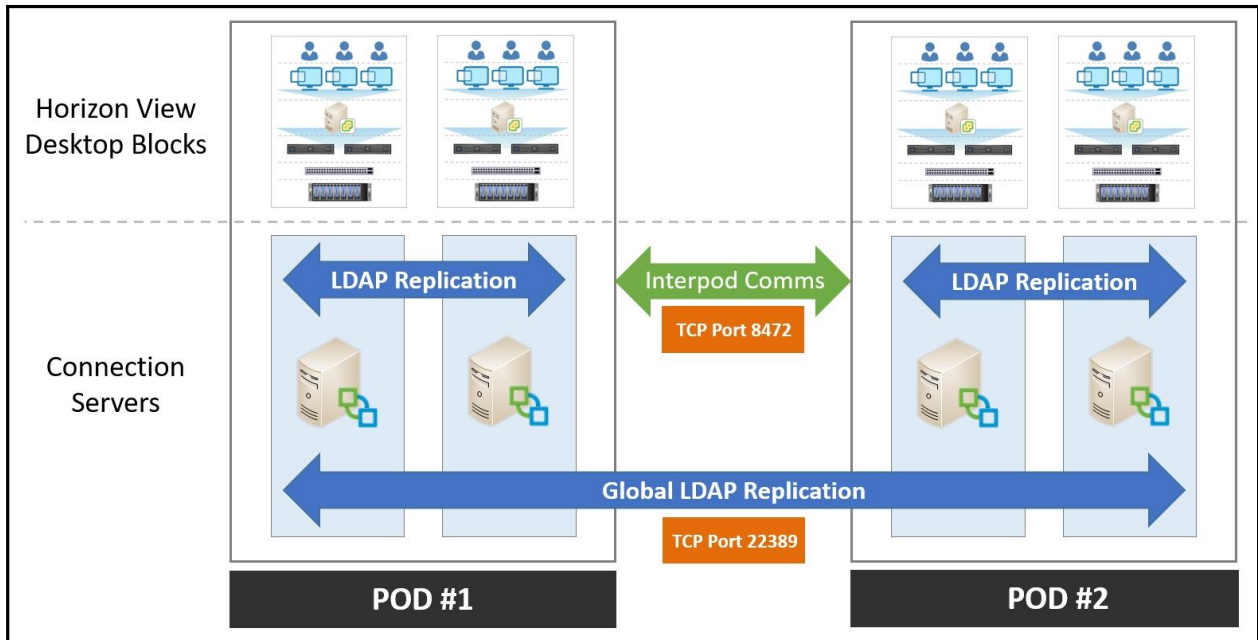 Horizon View
Desktop Blocks
LDAP Replication
Interpod Comms
LDAP Replication
TCP Port 8472
Connection
Servers
Global LDAP Replication
TCP Port 22389
POD #1
POD #2